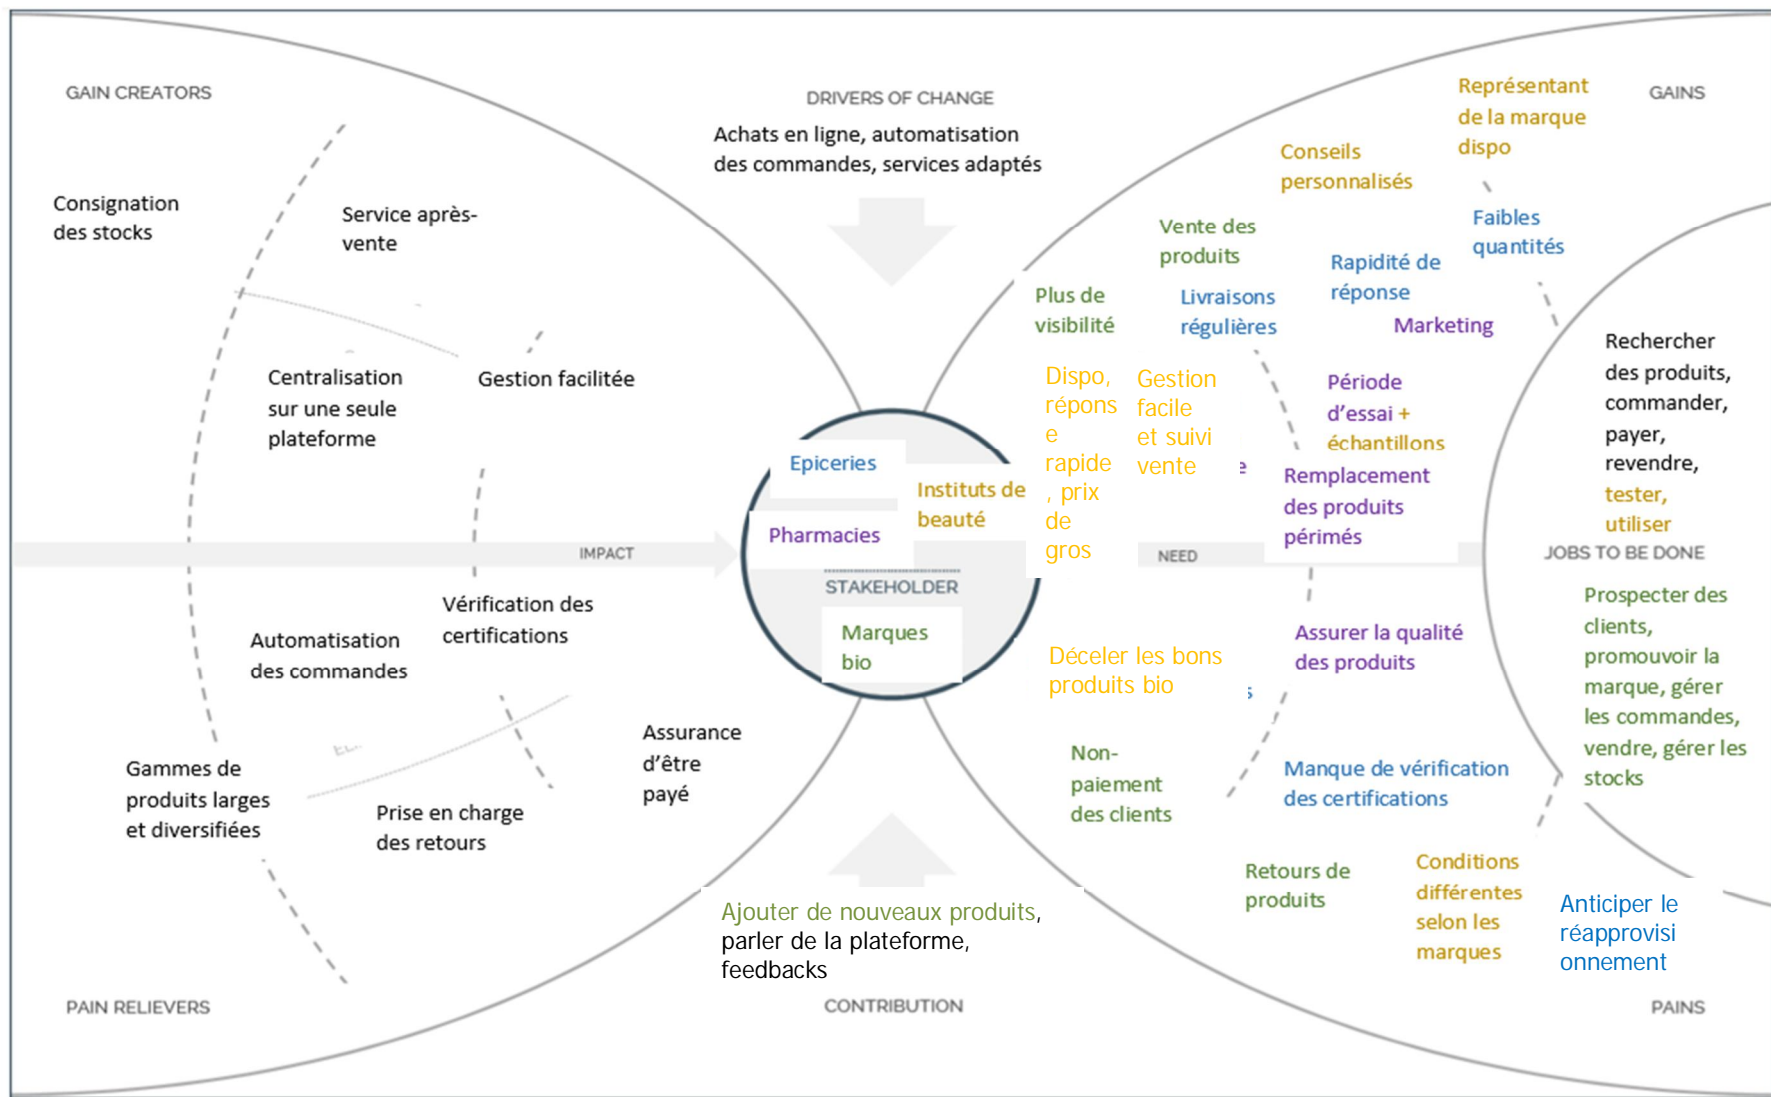 GAIN CREATORS
Consignation
des stocks
Service après-
vente
Centralisation
sur une seule
plateforme
Gestion facilitée
IMPACT
Vérification des
certifications
Automatisation
des commandes
Assurance
d'être
payé
Gammes de
produits larges
et diversifiées
Prise en charge
des retours
PAIN RELIEVERS
DRIVERS OF CHANGE
Achats en ligne, automatisation
des commandes, services adaptés
Epiceries
Instituts de
beauté
Pharmacies
STAKEHOLDER
Marques
bio
Ajouter de nouveaux produits,
parler de la plateforme,
feedbacks
CONTRIBUTION
GAINS
Représentant
de la marque
dispo
Conseils
personnalisés
Vente des
produits
Faibles
quantités
Rapidité de
réponse
Plus de
visibilité
Livraisons
régulières
Marketing
Dispo,
répons
e
rapide
, prix
de
gros
Gestion
facile
et suivi
vente
Période
d'essai +
échantillons
Remplacement
des produits
périmés
NEED
Rechercher
des produits,
commander,
payer,
revendre,
tester,
utiliser
JOBS TO BE DONE
Prospecter des
clients,
promouvoir la
marque, gérer
les commandes,
vendre, gérer les
stocks
Assurer la qualité
des produits
Déceler les bons
produits bio
Non-
paiement
des clients
Manque de vérification
des certifications
Retours de
produits
Conditions
différentes
selon les
marques
Anticiper le
réapprovisi
onnement
PAINS